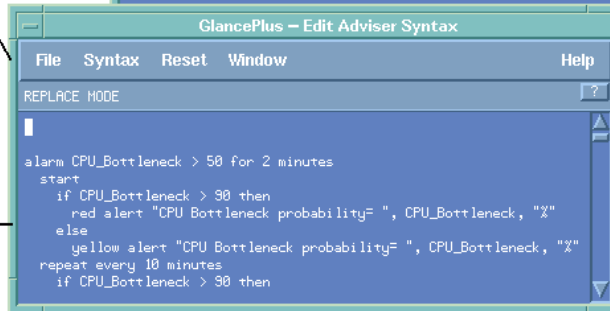 GlancePlus – Edit Adviser Syntax
File Syntax Reset Window Help
REPLACE MODE ?
alarm CPU_Bottleneck > 50 for 2 minutes
start
if CPU_Bottleneck > 90 then
red alert "CPU Bottleneck probability= ", CPU_Bottleneck, "%"
else
yellow alert "CPU Bottleneck probability= ", CPU_Bottleneck, "%"
repeat every 10 minutes
if CPU_Bottleneck > 90 then